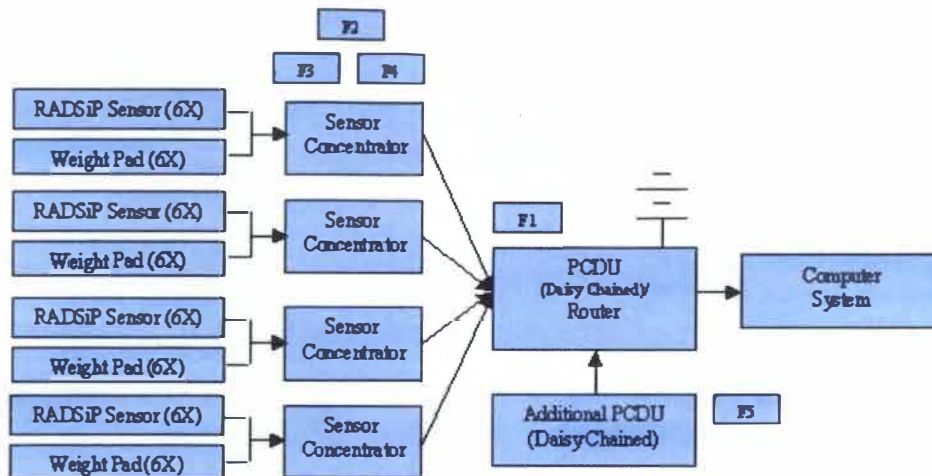 F2
F3
F4
RADSiP Sensor (6X)
Weight Pad (6X)
Sensor
Concentrator
RADSiP Sensor (6X)
Weight Pad (6X)
Sensor
Concentrator
F1
PCDU
(Daisy Chained)/
Router
Computer
System
RADSiP Sensor (6X)
Weight Pad (6X)
Sensor
Concentrator
RADSiP Sensor (6X)
Weight Pad (6X)
Sensor
Concentrator
Additional PCDU
(Daisy Chained)
F5